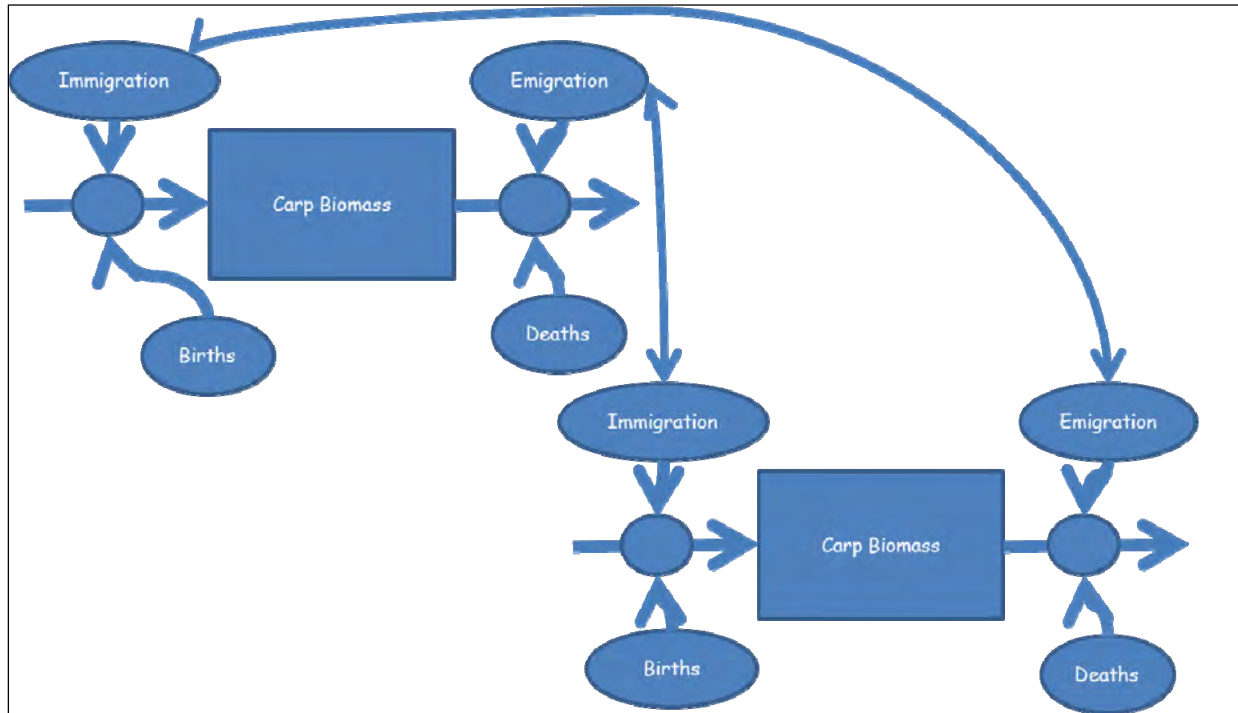 Immigration
Emigration
Carp Biomass
Births
Deaths
Immigration
Emigration
Carp Biomass
Births
Deaths